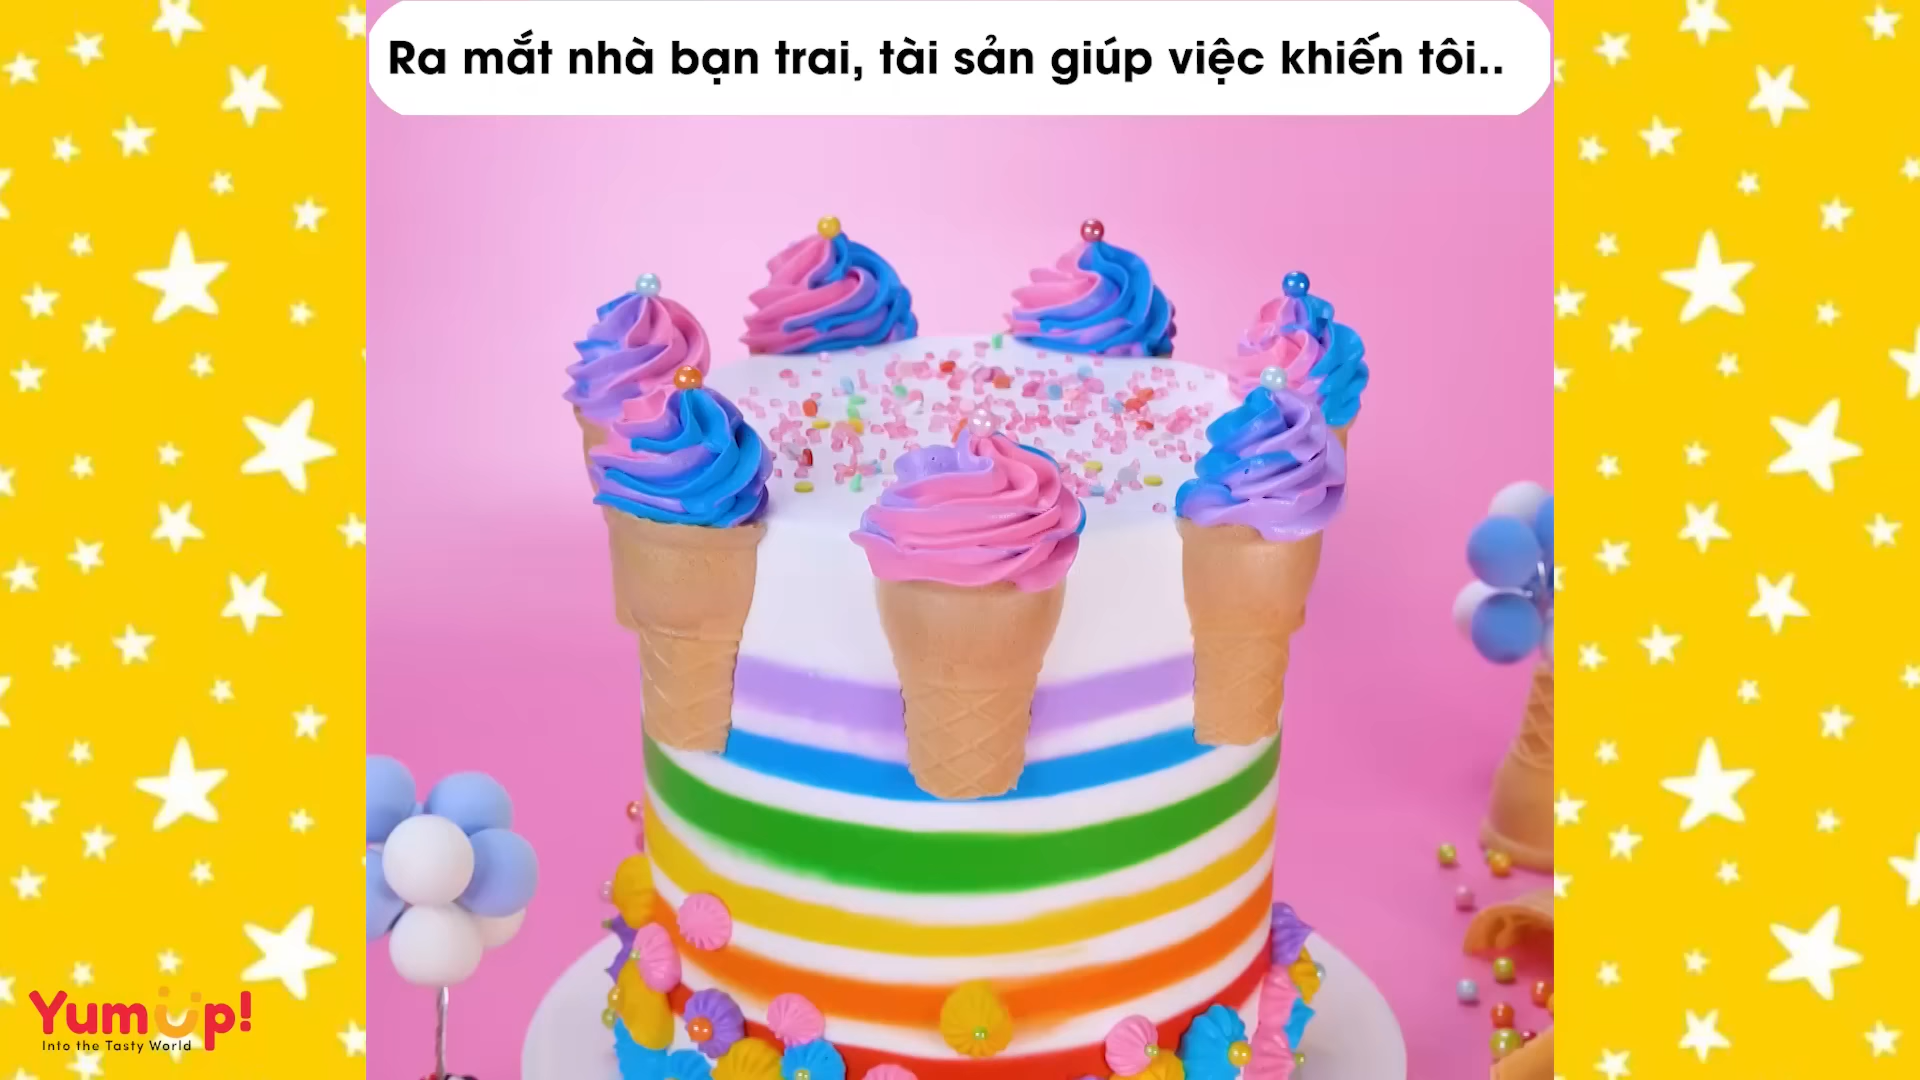 Ra mắt nhà bạn trai, tài sản giúp việc khiến tôi..
YumUp!
Into the Tasty World